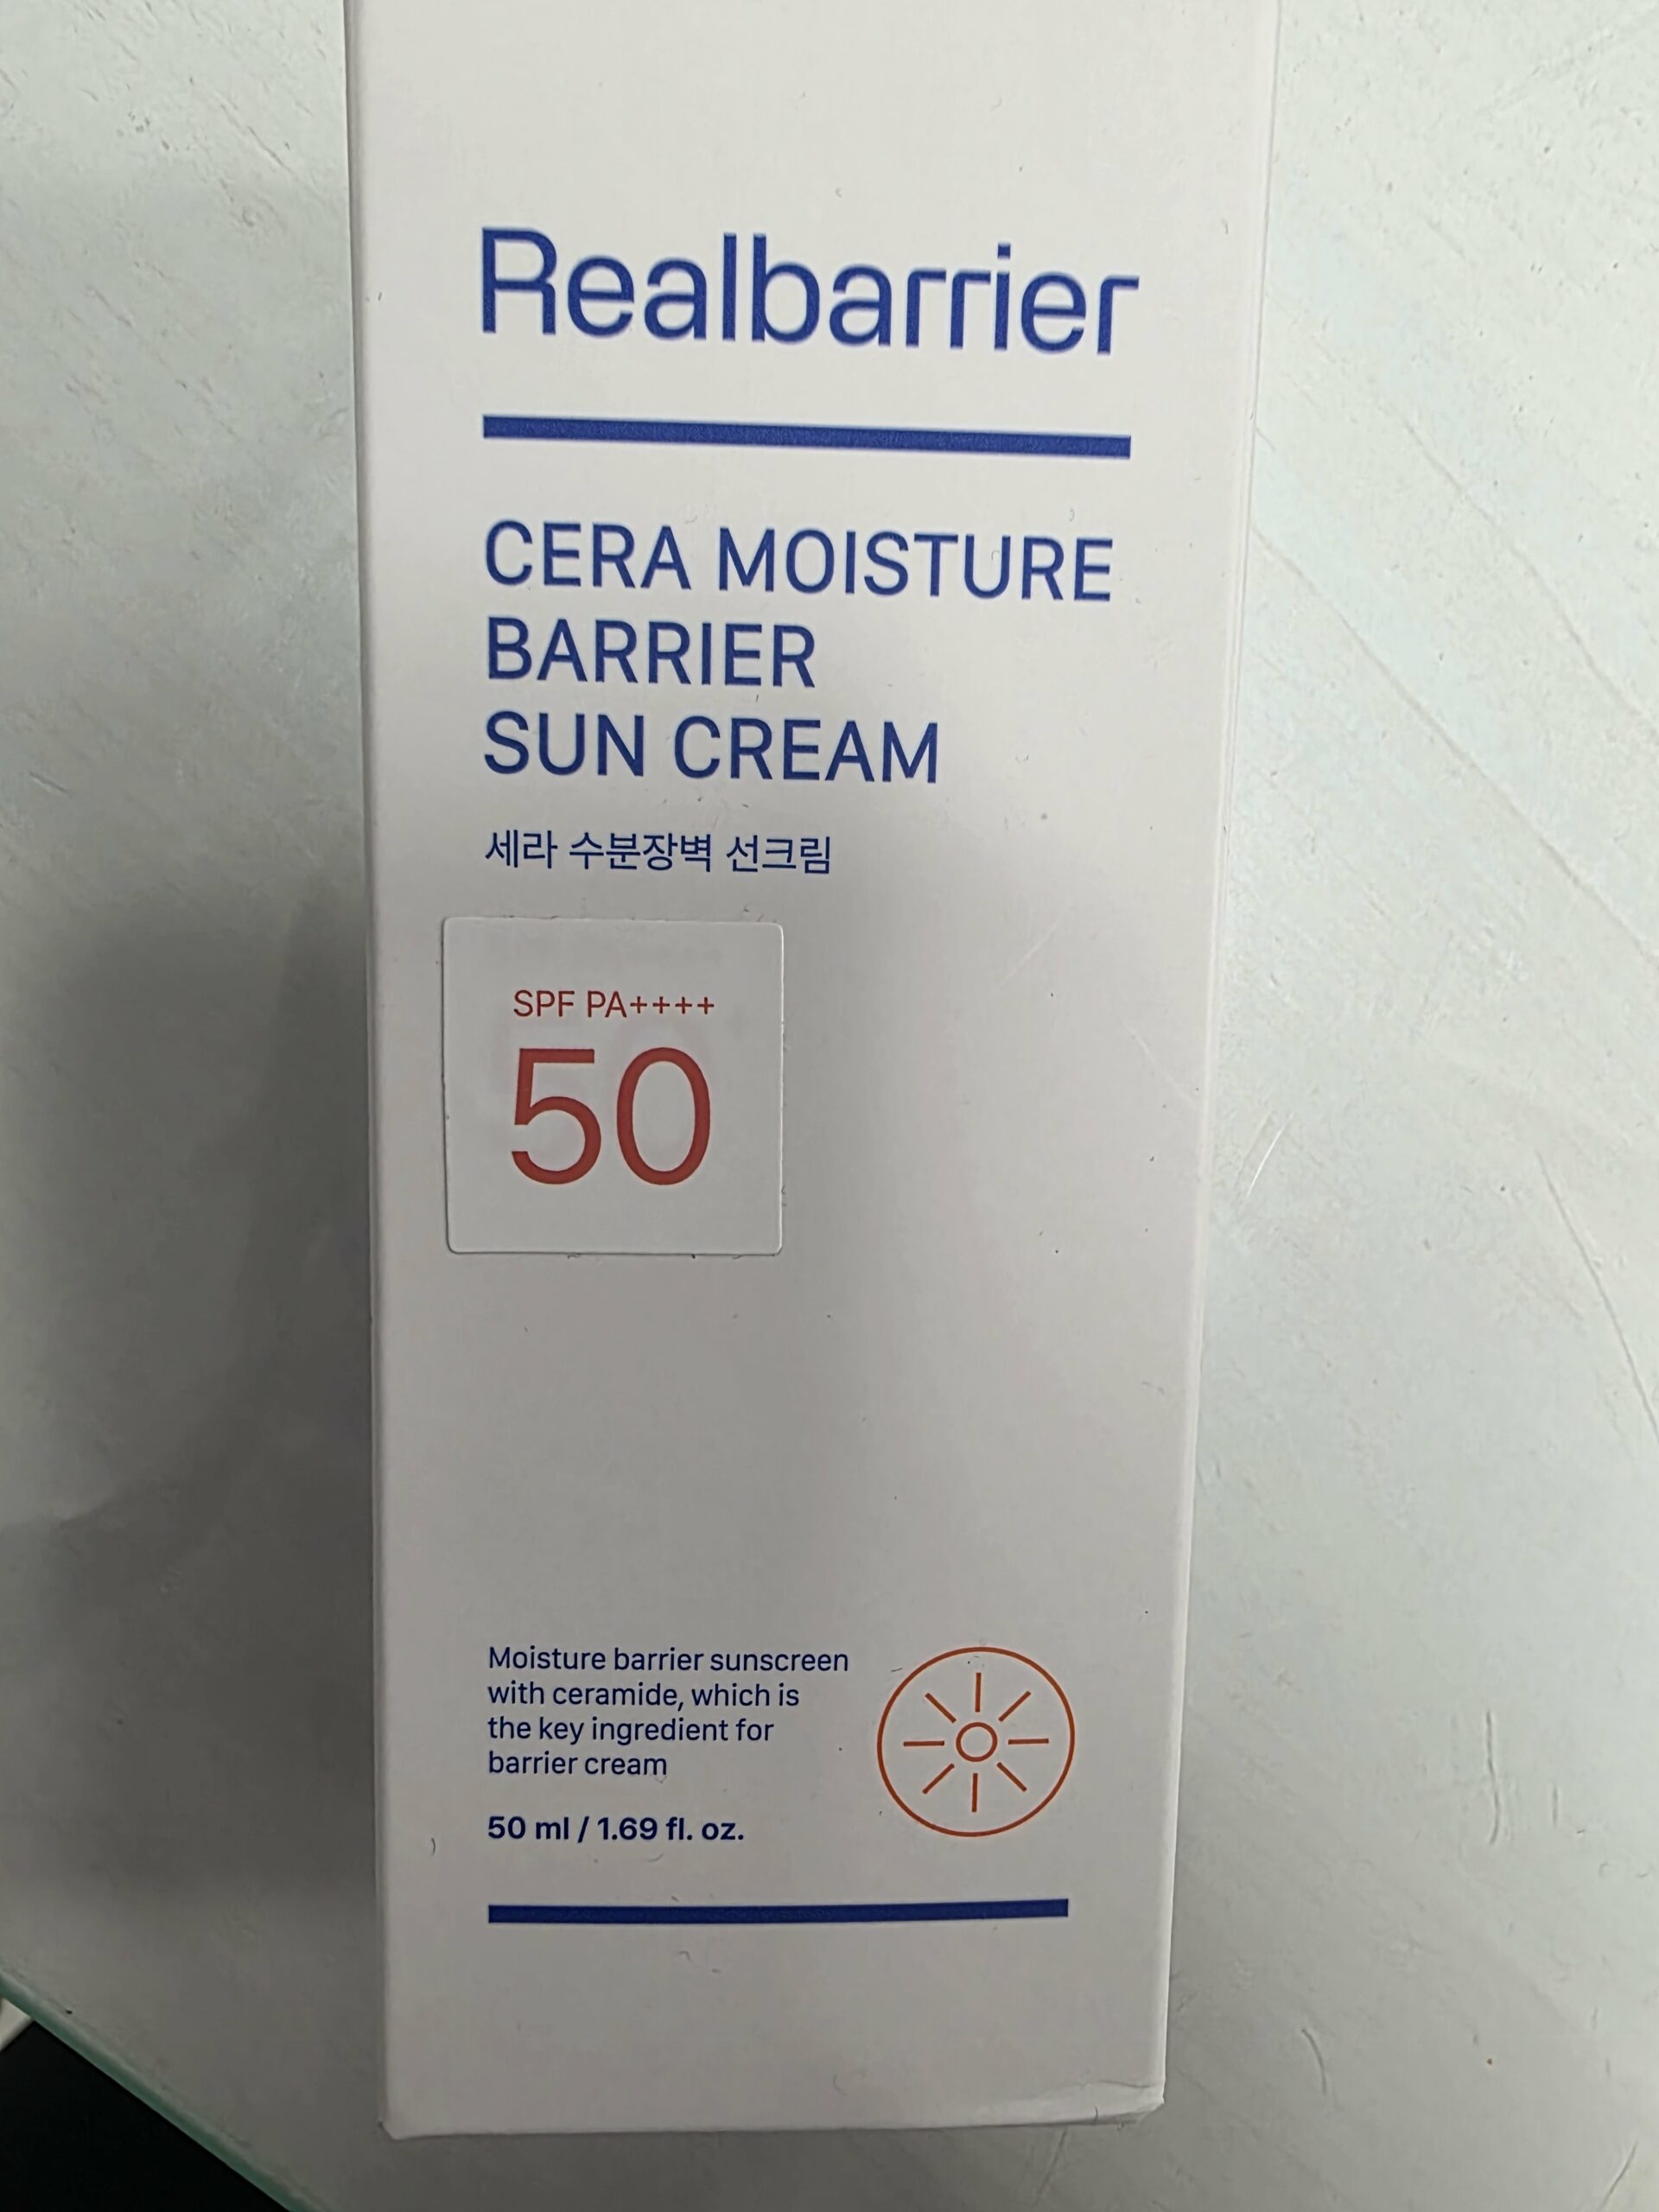 Realbarrier
CERA MOISTURE
BARRIER
SUN CREAM
세라 수분장벽 선크림
SPF PA++++
50
Moisture barrier sunscreen
with ceramide, which is
the key ingredient for
barrier cream
50 ml / 1.69 fl. oz.